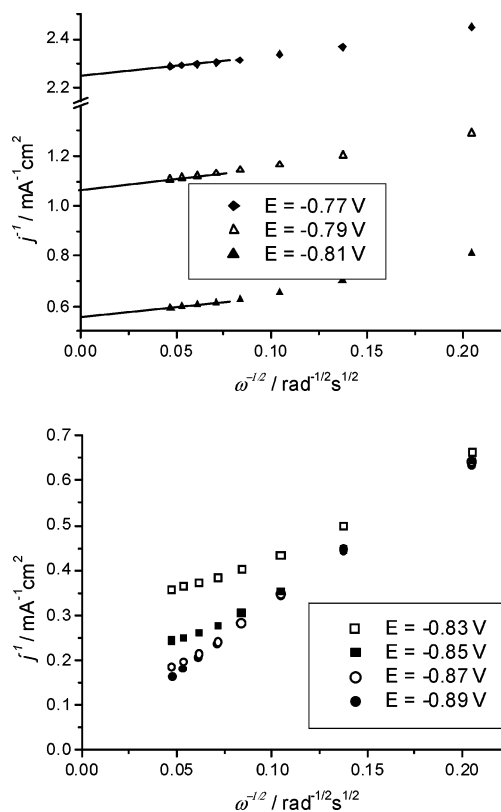 2.4
2.2
1.2
1.0
0.8
0.6
j⁻¹ / mA⁻¹cm²
E = -0.77 V
E = -0.79 V
E = -0.81 V
0.00 0.05 0.10 0.15 0.20
ω⁻¹/² / rad⁻¹/²s¹/²
0.7
0.6
0.5
0.4
0.3
0.2
0.1
0.0
j⁻¹ / mA⁻¹cm²
E = -0.83 V
E = -0.85 V
E = -0.87 V
E = -0.89 V
0.00 0.05 0.10 0.15 0.20
ω⁻¹/² / rad⁻¹/²s¹/²